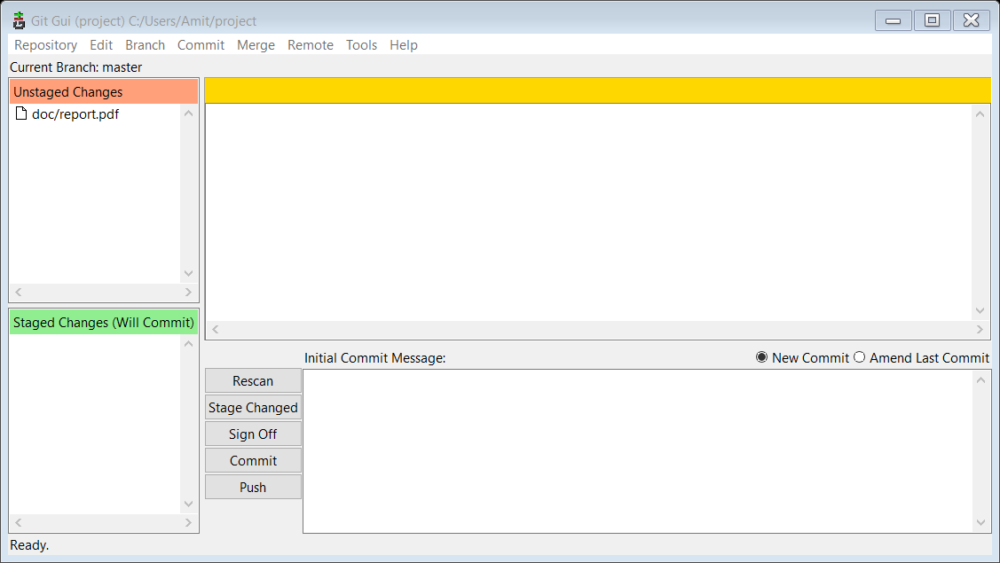 Git Gui (project) C:/Users/Amit/project
Repository Edit Branch Commit Merge Remote Tools Help
Current Branch: master
Unstaged Changes
doc/report.pdf
Staged Changes (Will Commit)
Initial Commit Message:
New Commit Amend Last Commit
Rescan
Stage Changed
Sign Off
Commit
Push
Ready.